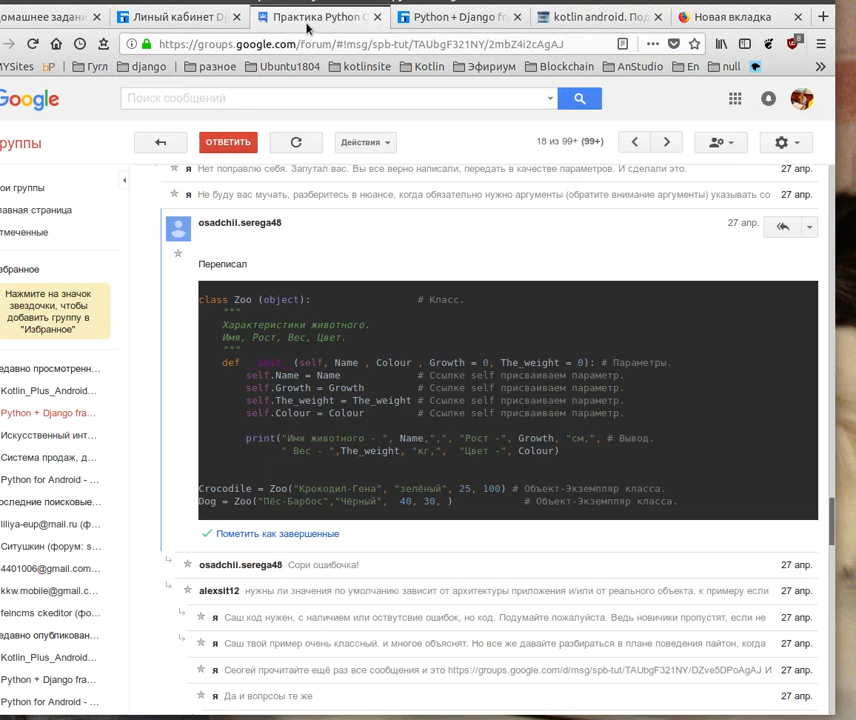 омашнее задани
Линый кабинет D
Практика Python C
Python + Django fr
kotlin android. По
Новая вкладка
https://groups.google.com/forum/#!msg/spb-tut/TAUbgF321NY/2mbZ4i2cAgAJ
8
MYSites
bP
Гугл
django
разное
Ubuntu1804
kotlinsite
Kotlin
Эфириум
Blockchain
AnStudio
En
null
Google
Поиск сообщений
руппы
ОТВЕТИТЬ
Действия
18 из 99+ (99+)
Нет поправлю себя. Запутал вас. Вы все верно написали, передать в качестве параметров. И сделали это.
27 апр.
я Не буду вас мучать, разберитесь в нюансе, когда обязательно нужно аргументы (обратите внимание аргументы) указывать со
27 апр.
ои группы
лавная страница
тмеченные
збранное
Нажмите на значок
звездочки, чтобы
добавить группу в
"Избранное"
едавно просмотренн...
Kotlin_Plus_Android...
Python + Django fra...
Искусственный инт...
Система продаж, д...
Python for Android -...
оследние поисковые...
liliya-eup@mail.ru (ф...
Ситушкин (форум: s...
4401006@gmail.com...
kkw.mobile@gmail.c...
feincms ckeditor (фо...
едавно опубликован...
Kotlin_Plus_Android...
Python + Django fra...
Python for Android -...
osadchii.serega48
27 апр.
Переписал
class Zoo (object): # Класс.
"""
Характеристики животного.
Имя, Рост, Вес, Цвет.
"""
def __init__ (self, Name , Colour , Growth = 0, The_weight = 0): # Параметры.
self.Name = Name # Ссылке self присваиваем параметр.
self.Growth = Growth # Ссылке self присваиваем параметр.
self.The_weight = The_weight # Ссылке self присваиваем параметр.
self.Colour = Colour # Ссылке self присваиваем параметр.
print("Имя животного - ", Name,",", "Рост -", Growth, "см,", # Вывод.
" Вес - ",The_weight, "кг,", "Цвет -", Colour)
Crocodile = Zoo("Крокодил-Гена", "зелёный", 25, 100) # Объект-Экземпляр класса.
Dog = Zoo("Пёс-Барбос","Чёрный", 40, 30, ) # Объект-Экземпляр класса.
Пометить как завершенные
osadchii.serega48 Сори ошибочка!
27 апр.
alexsit12 нужны ли значения по умолчанию зависит от архитектуры приложения и/или от реального объекта. к примеру если
27 апр.
я Саш код нужен, с наличием или остутсвие ошибок, но код. Подумайте пожалуйста. Ведь новичики пропустят, если не
27 апр.
я Саш твой пример очень классный. и многое объяснят. Но все же давайте разбираться в плане поведения пайтон, когда
27 апр.
я Сеогей прочитайте ещё раз все сообщения и это https://groups.google.com/d/msg/spb-tut/TAUbgF321NY/DZve5DPoAgAJ И
27 апр.
я Да и вопрсоы те же
27 апр.